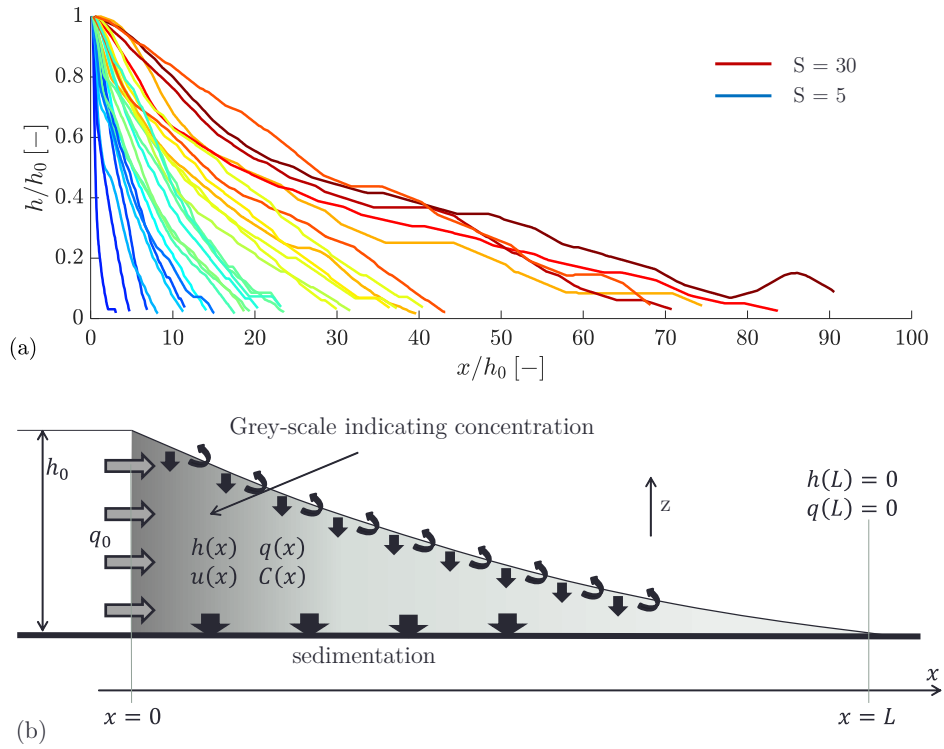 1
0.8
0.6
0.4
0.2
0
h/h₀ [−]
S = 30
S = 5
0 10 20 30 40 50 60 70 80 90 100
(a)
x/h₀ [−]
Grey-scale indicating concentration
h₀
h(L) = 0
z
q(L) = 0
q₀
h(x) q(x)
u(x) C(x)
sedimentation
x
x = 0
x = L
(b)